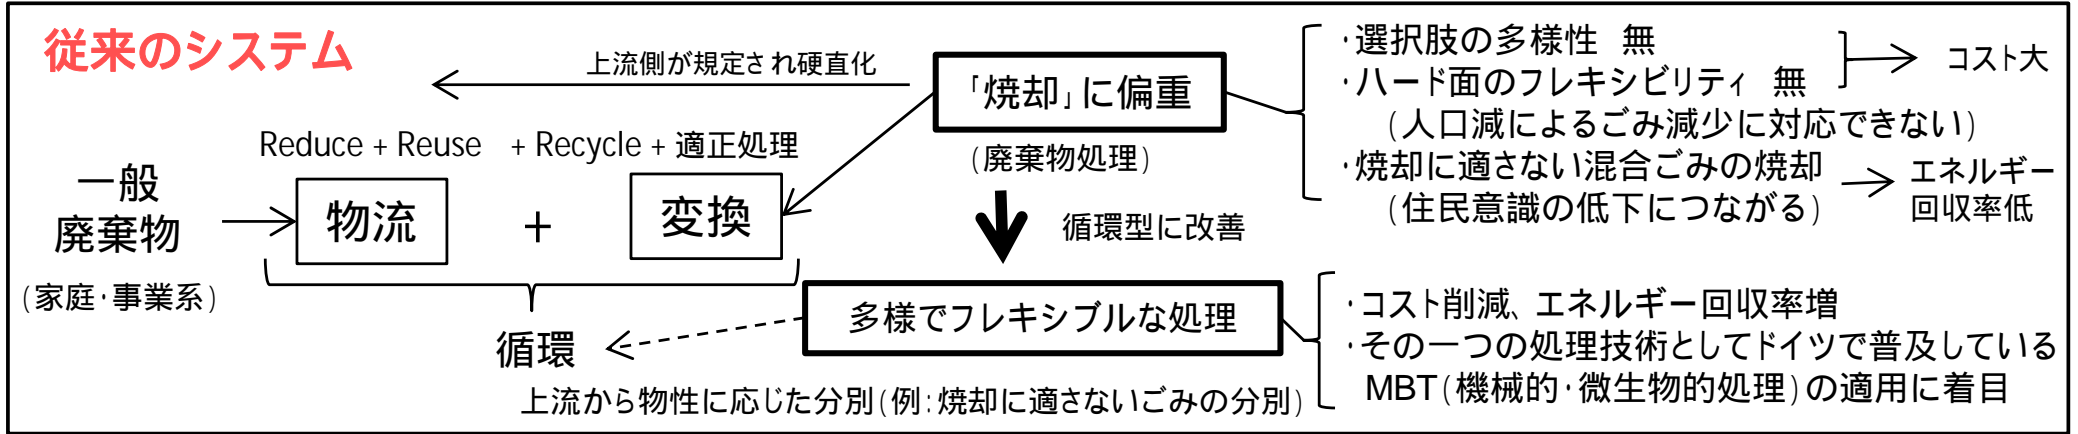 従来のシステム
上流側が規定され硬直化
「焼却」に偏重
(廃棄物処理)
・選択肢の多様性 無
・ハード面のフレキシビリティ 無
(人口減によるごみ減少に対応できない)
コスト大
・焼却に適さない混合ごみの焼却
(住民意識の低下につながる)
エネルギー
回収率低
Reduce + Reuse + Recycle + 適正処理
一般
廃棄物
(家庭・事業系)
物流
+
変換
循環型に改善
循環
多様でフレキシブルな処理
上流から物性に応じた分別(例:焼却に適さないごみの分別)
・コスト削減、エネルギー回収率増
・その一つの処理技術としてドイツで普及している
MBT(機械的・微生物的処理)の適用に着目